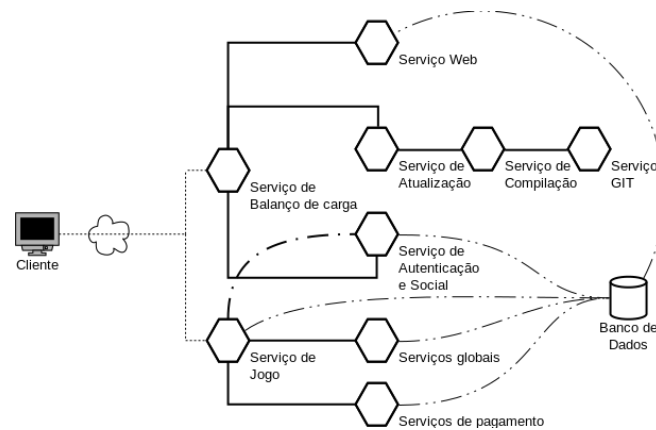 Serviço Web
Serviço de
Atualização
Serviço de
Compilação
Serviço
GIT
Serviço de
Balanço de carga
Cliente
Serviço de
Autenticação
e Social
Banco de
Dados
Serviço de
Jogo
Serviços globais
Serviços de pagamento